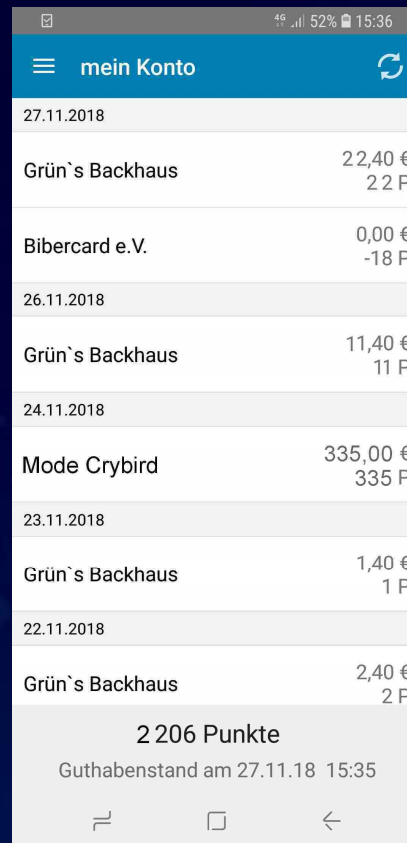 4G 52% 15:36
mein Konto
27.11.2018
Grün`s Backhaus
22,40 €
22 P
Bibercard e.V.
0,00 €
-18 P
26.11.2018
Grün`s Backhaus
11,40 €
11 P
24.11.2018
Mode Crybird
335,00 €
335 P
23.11.2018
Grün`s Backhaus
1,40 €
1 P
22.11.2018
Grün`s Backhaus
2,40 €
2 P
2206 Punkte
Guthabenstand am 27.11.18 15:35